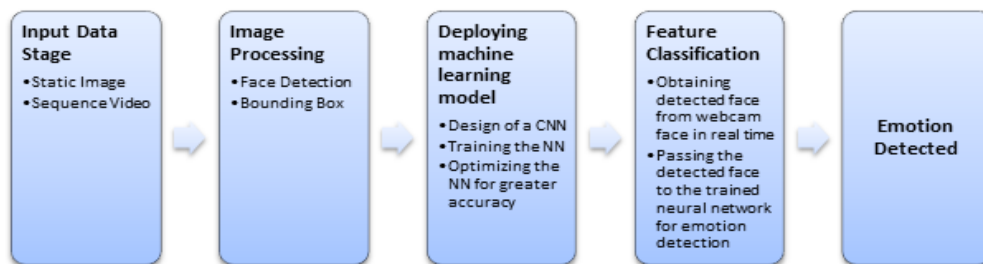 Input Data
Stage
•Static Image
•Sequence Video
Image
Processing
•Face Detection
•Bounding Box
Deploying
machine
learning
model
•Design of a CNN
•Training the NN
•Optimizing the
NN for greater
accuracy
Feature
Classification
•Obtaining
detected face
from webcam
face in real time
•Passing the
detected face
to the trained
neural network
for emotion
detection
Emotion
Detected